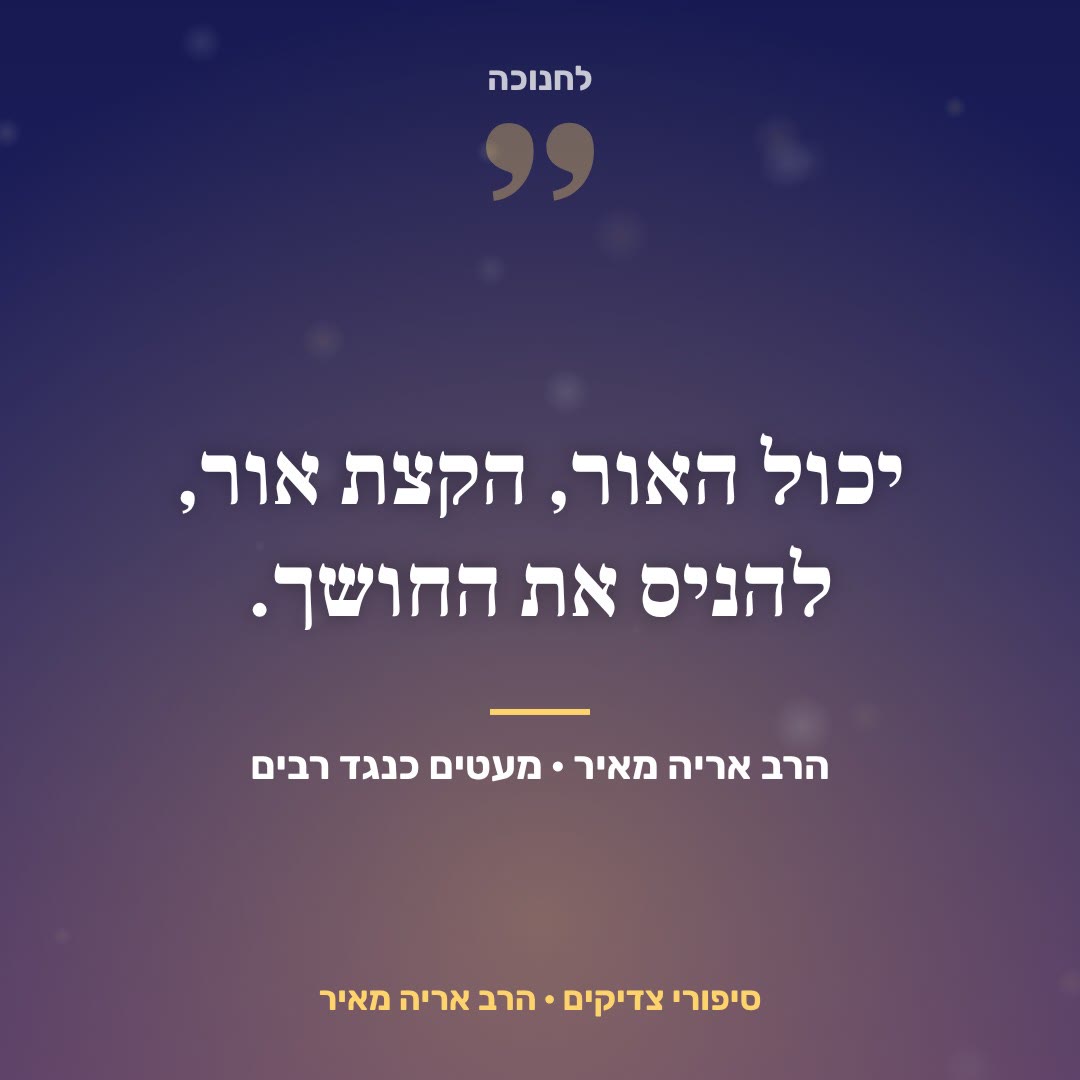 לחנוכה
”
יכול האור, הקצת אור,
להניס את החושך.
הרב אריה מאיר • מעטים כנגד רבים
סיפורי צדיקים • הרב אריה מאיר